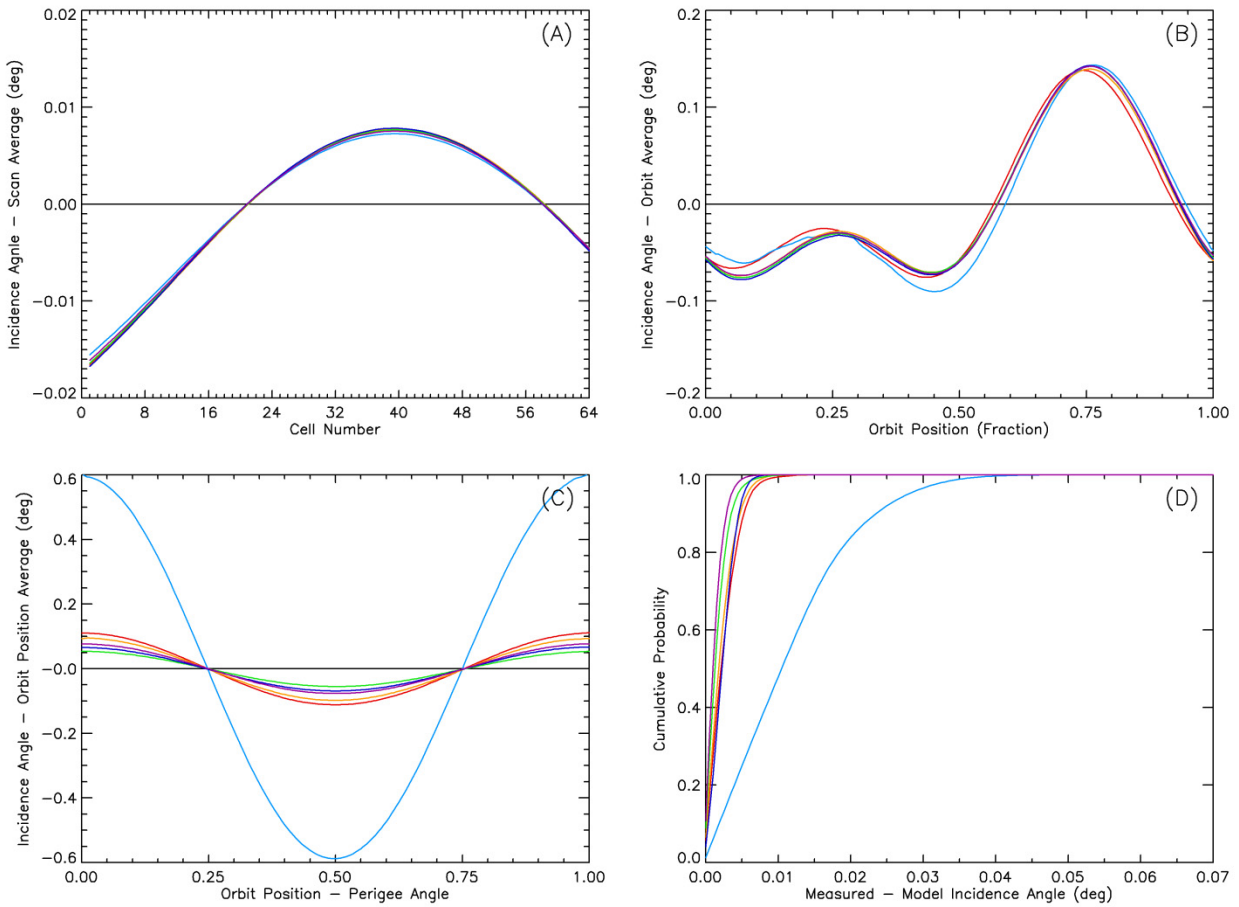 (A)
Incidence Agnle − Scan Average (deg)
0.02
0.01
0.00
−0.01
−0.02
0 8 16 24 32 40 48 56 64
Cell Number
(B)
Incidence Angle − Orbit Average (deg)
0.2
0.1
0.0
−0.1
−0.2
0.00 0.25 0.50 0.75 1.00
Orbit Position (Fraction)
(C)
Incidence Angle − Orbit Position Average (deg)
0.6
0.4
0.2
−0.0
−0.2
−0.4
−0.6
0.00 0.25 0.50 0.75 1.00
Orbit Position − Perigee Angle
(D)
Cumulative Probability
1.0
0.8
0.6
0.4
0.2
0.0
0.00 0.01 0.02 0.03 0.04 0.05 0.06 0.07
Measured − Model Incidence Angle (deg)